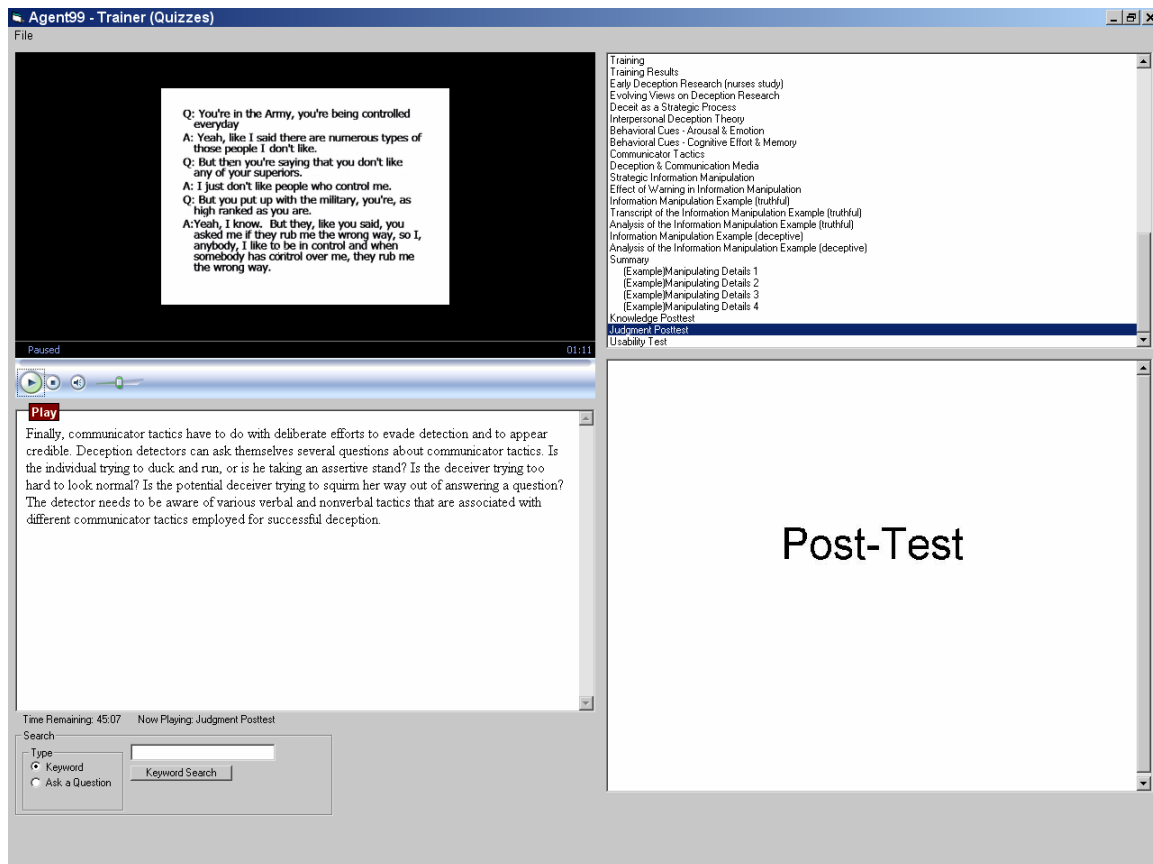 Agent99 - Trainer (Quizzes)
File
Q: You're in the Army, you're being controlled
everyday
A: Yeah, like I said there are numerous types of
those people I don't like.
Q: But then you're saying that you don't like
any of your superiors.
A: I just don't like people who control me.
Q: But you put up with the military, you're, as
high ranked as you are.
A:Yeah, I know. But they, like you said, you
asked me if they rub me the wrong way, so I,
anybody, I like to be in control and when
somebody has control over me, they rub me
the wrong way.
Paused 01:11
Play
Finally, communicator tactics have to do with deliberate efforts to evade detection and to appear
credible. Deception detectors can ask themselves several questions about communicator tactics. Is
the individual trying to duck and run, or is he taking an assertive stand? Is the deceiver trying too
hard to look normal? Is the potential deceiver trying to squirm her way out of answering a question?
The detector needs to be aware of various verbal and nonverbal tactics that are associated with
different communicator tactics employed for successful deception.
Time Remaining: 45:07 Now Playing: Judgment Posttest
Search
Type
Keyword
Ask a Question
Keyword Search
Training
Training Results
Early Deception Research (nurses study)
Evolving Views on Deception Research
Deceit as a Strategic Process
Interpersonal Deception Theory
Behavioral Cues - Arousal & Emotion
Behavioral Cues - Cognitive Effort & Memory
Communicator Tactics
Deception & Communication Media
Strategic Information Manipulation
Effect of Warning in Information Manipulation
Information Manipulation Example (truthful)
Transcript of the Information Manipulation Example (truthful)
Analysis of the Information Manipulation Example (truthful)
Information Manipulation Example (deceptive)
Analysis of the Information Manipulation Example (deceptive)
Summary
(Example)Manipulating Details 1
(Example)Manipulating Details 2
(Example)Manipulating Details 3
(Example)Manipulating Details 4
Knowledge Posttest
Judgment Posttest
Usability Test
Post-Test